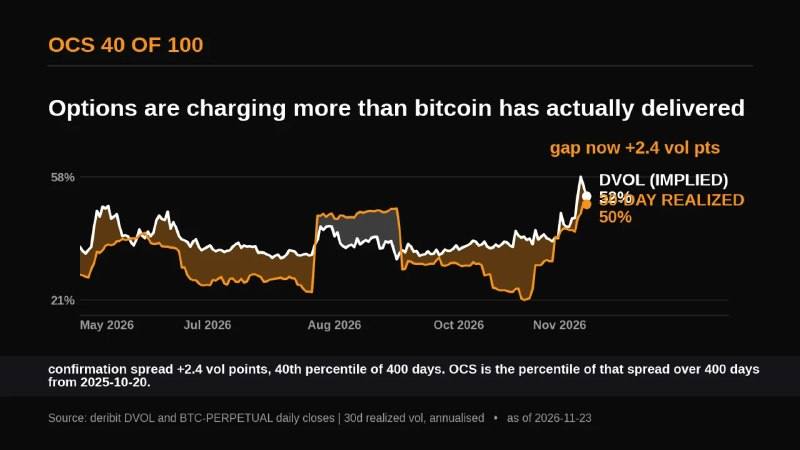 OCS 40 OF 100
Options are charging more than bitcoin has actually delivered
gap now +2.4 vol pts
58%
DVOL (IMPLIED)
52%
30-DAY REALIZED
50%
21%
May 2026
Jul 2026
Aug 2026
Oct 2026
Nov 2026
confirmation spread +2.4 vol points, 40th percentile of 400 days. OCS is the percentile of that spread over 400 days
from 2025-10-20.
Source: deribit DVOL and BTC-PERPETUAL daily closes | 30d realized vol, annualised • as of 2026-11-23